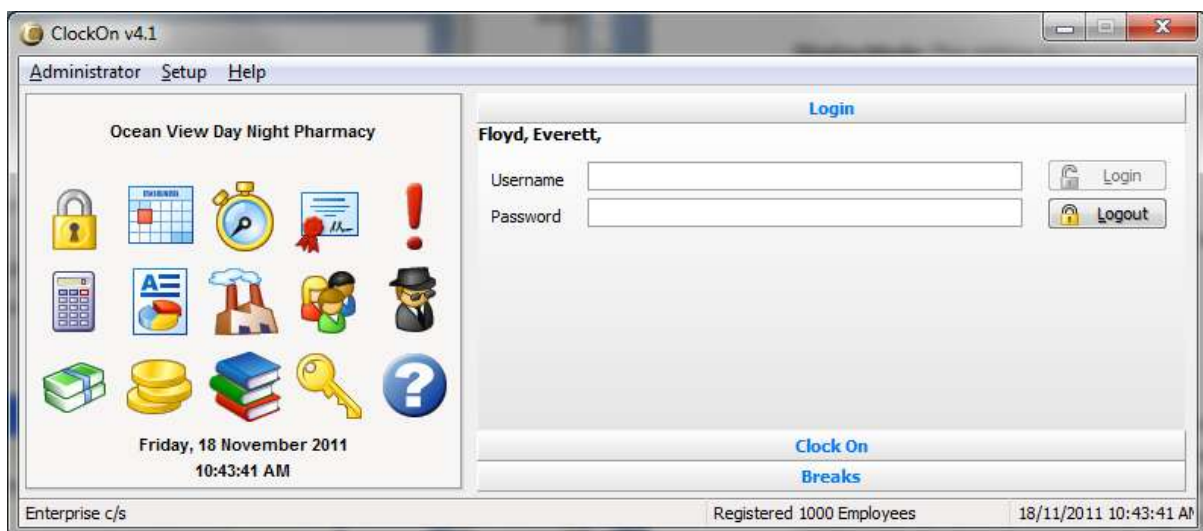 ClockOn v4.1
Administrator Setup Help
Ocean View Day Night Pharmacy
Friday, 18 November 2011
10:43:41 AM
Login
Floyd, Everett,
Username
Login
Password
Logout
Clock On
Breaks
Enterprise c/s
Registered 1000 Employees
18/11/2011 10:43:41 AM